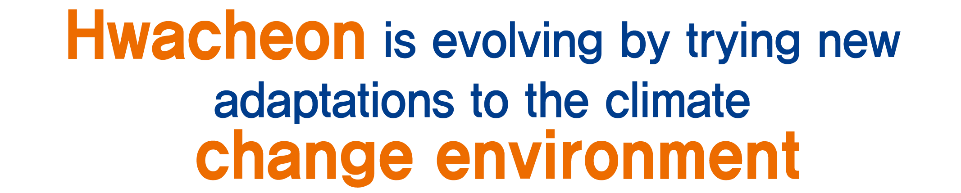 Hwacheon is evolving by trying new
adaptations to the climate
change environment